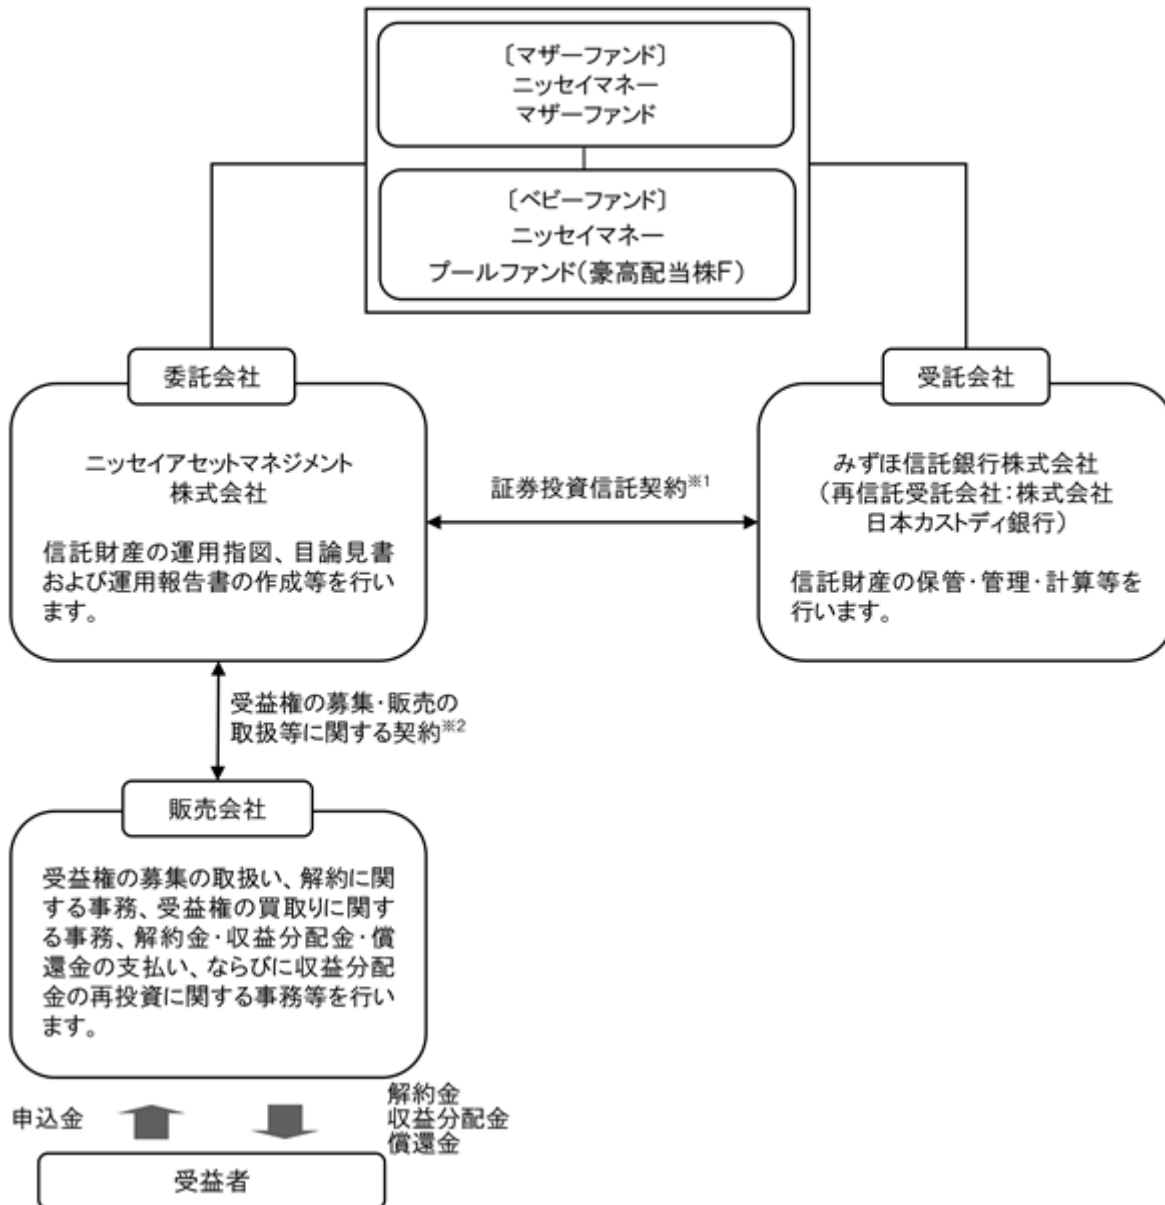 〔マザーファンド〕
ニッセイマネー
マザーファンド
〔ベビーファンド〕
ニッセイマネー
プールファンド(豪高配当株F)
委託会社
ニッセイアセットマネジメント
株式会社
信託財産の運用指図、目論見書
および運用報告書の作成等を行い
ます。
証券投資信託契約※1
受託会社
みずほ信託銀行株式会社
(再信託受託会社:株式会社
日本カストディ銀行)
信託財産の保管・管理・計算等を
行います。
受益権の募集・販売の
取扱等に関する契約※2
販売会社
受益権の募集の取扱い、解約に関
する事務、受益権の買取りに関す
る事務、解約金・収益分配金・償
還金の支払い、ならびに収益分配
金の再投資に関する事務等を行い
ます。
申込金
解約金
収益分配金
償還金
受益者